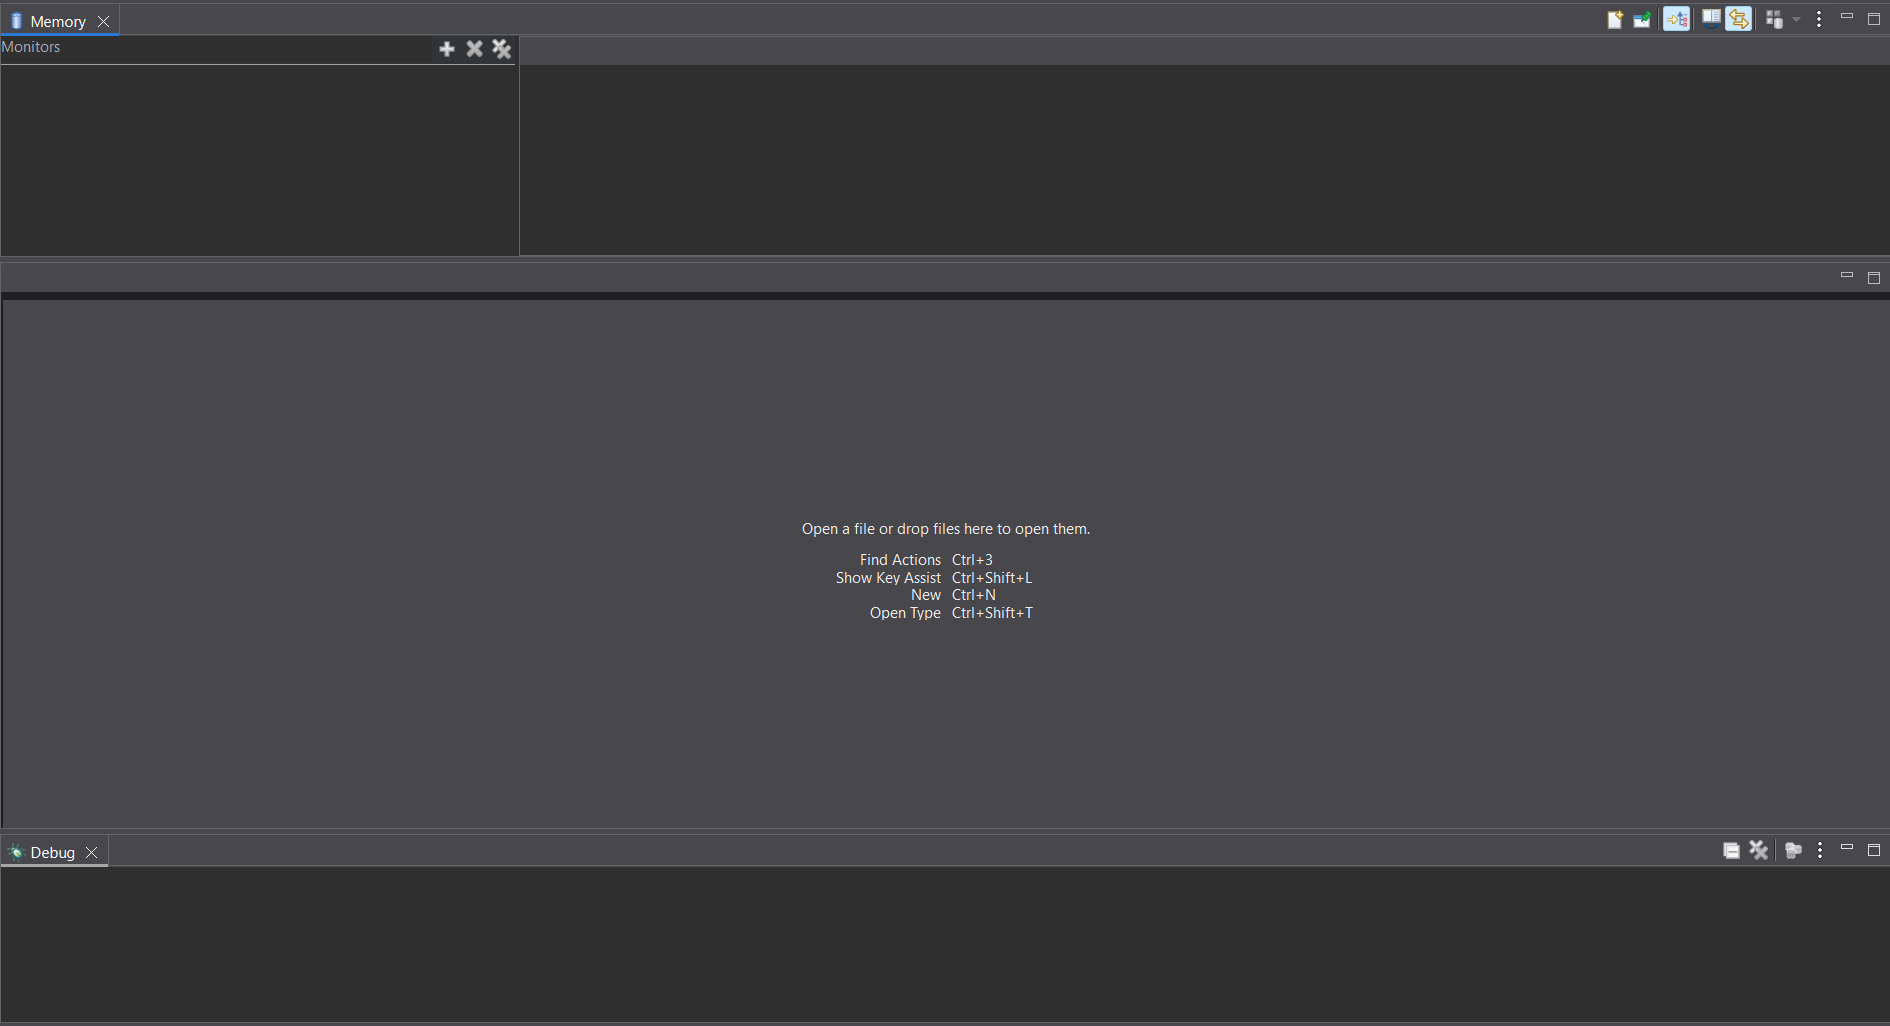 Memory
Monitors
Open a file or drop files here to open them.
Find Actions Ctrl+3
Show Key Assist Ctrl+Shift+L
New Ctrl+N
Open Type Ctrl+Shift+T
Debug